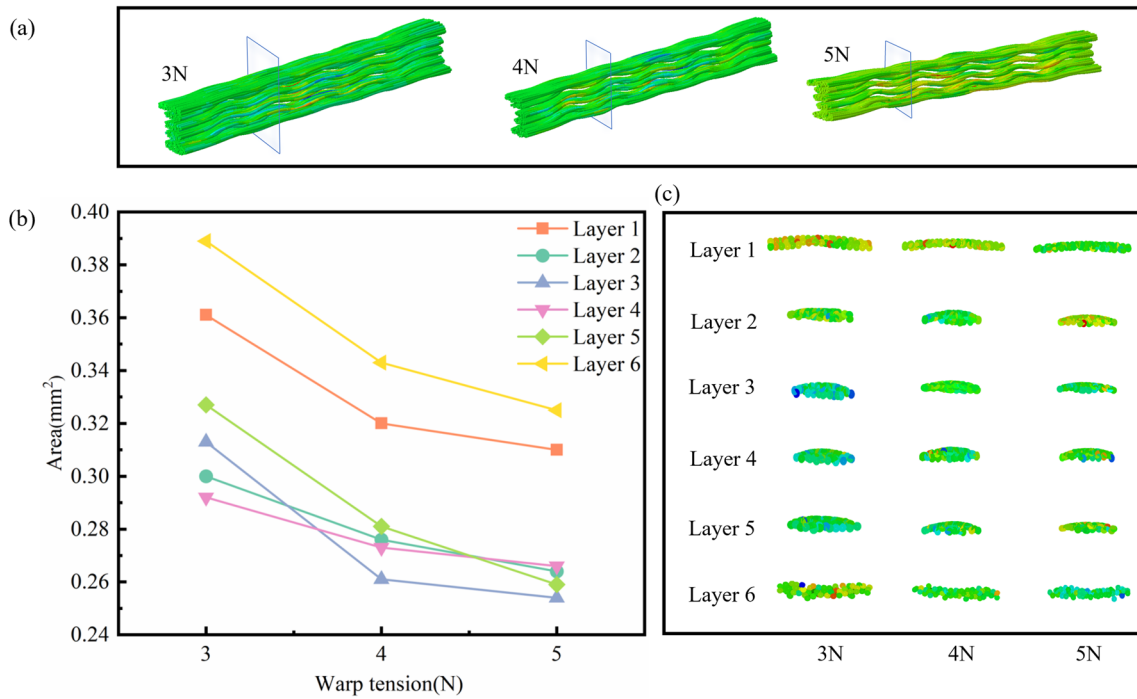 (a)
3N
4N
5N
(b)
0.40
0.38
0.36
0.34
0.32
0.30
0.28
0.26
0.24
Area(mm²)
3
4
5
Warp tension(N)
Layer 1
Layer 2
Layer 3
Layer 4
Layer 5
Layer 6
(c)
Layer 1
Layer 2
Layer 3
Layer 4
Layer 5
Layer 6
3N
4N
5N